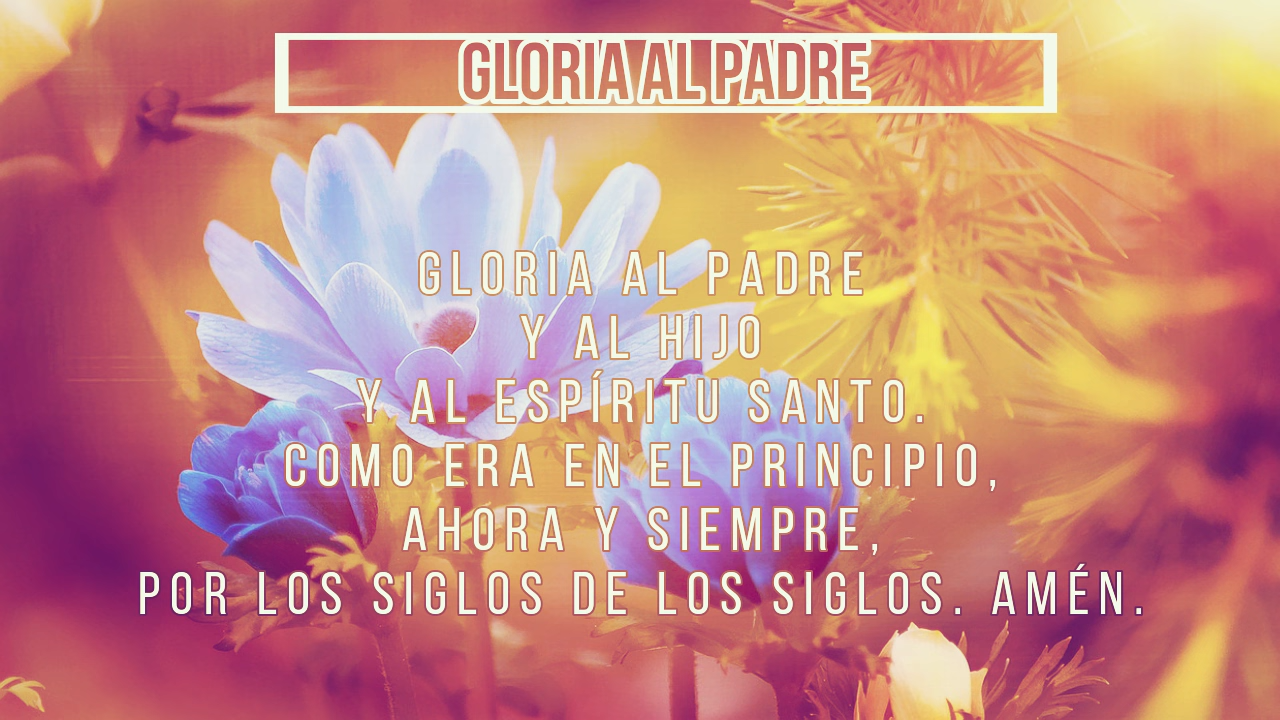 GLORIA AL PADRE
GLORIA AL PADRE
Y AL HIJO
Y AL ESPÍRITU SANTO.
COMO ERA EN EL PRINCIPIO,
AHORA Y SIEMPRE,
POR LOS SIGLOS DE LOS SIGLOS. AMÉN.